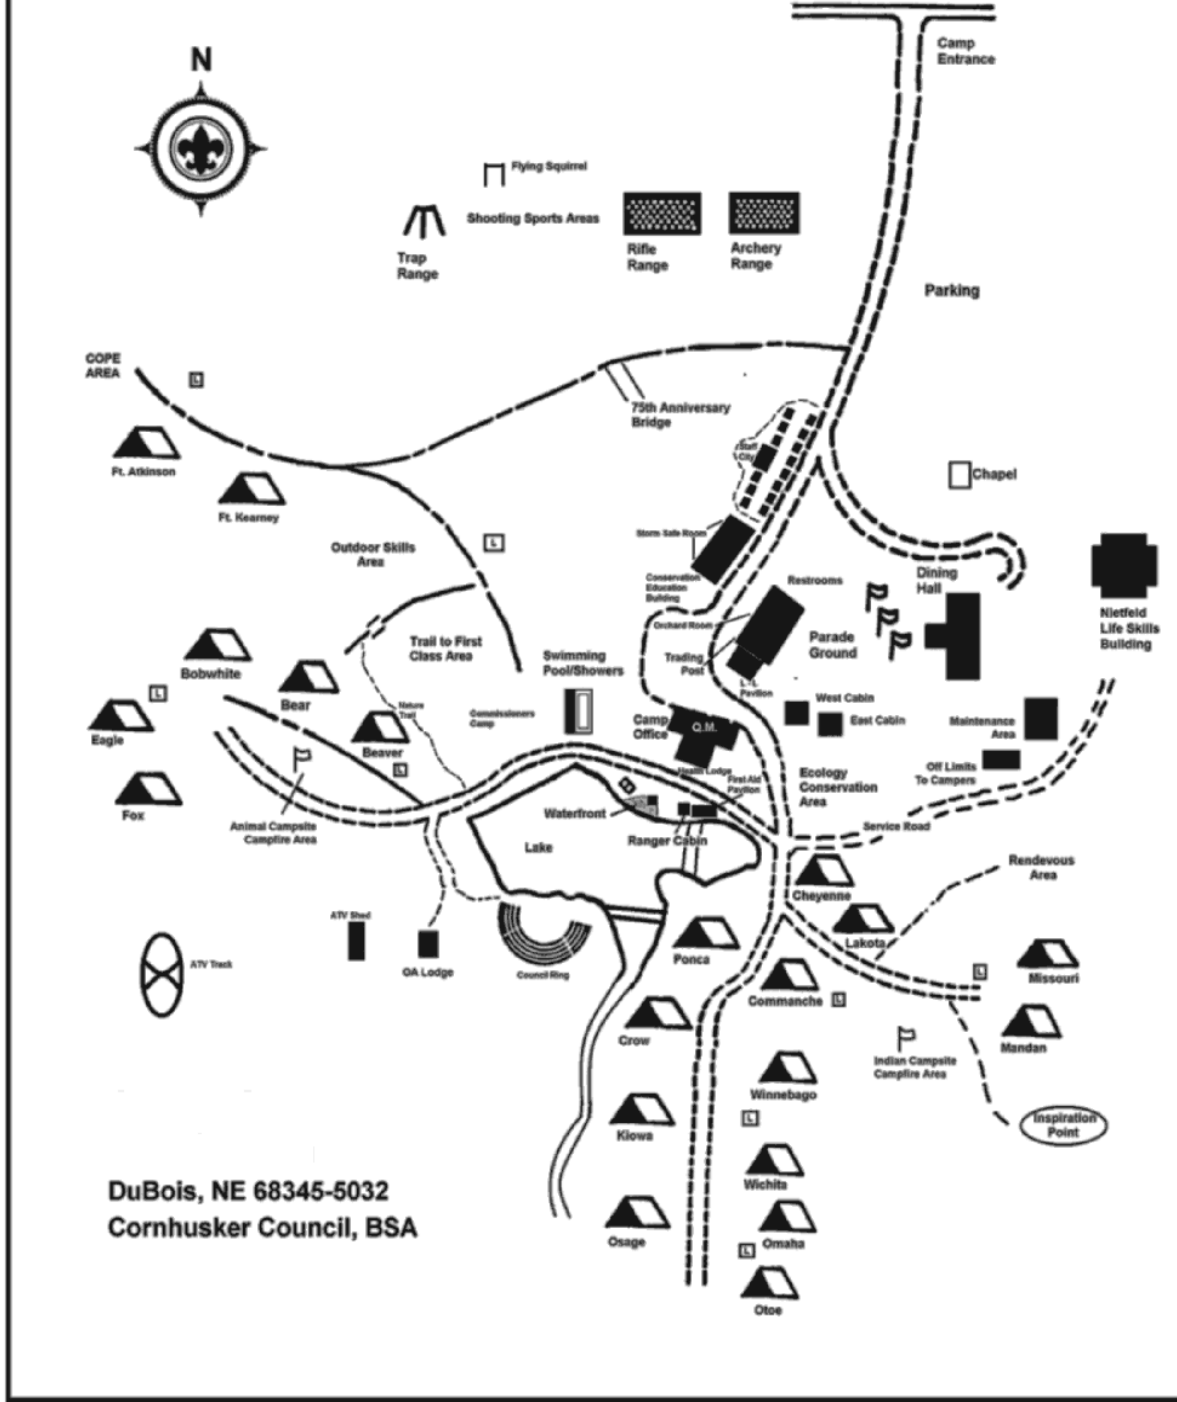 N
Camp
Entrance
Flying Squirrel
Shooting Sports Areas
Trap
Range
Rifle
Range
Archery
Range
Parking
COPE
AREA
L
75th Anniversary
Bridge
Ft. Atkinson
Staff
City
Chapel
Ft. Kearney
Storm Safe Room
L
Outdoor Skills
Area
Conservation
Education
Building
Restrooms
Dining
Hall
Nietfeld
Life Skills
Building
Orchard Room
Parade
Ground
Trail to First
Class Area
Swimming
Pool/Showers
Trading
Post
Pavilion
Bobwhite
L
Bear
Nature
Trail
Commissioners
Camp
Camp
Office
Q.M.
West Cabin
East Cabin
Maintenance
Area
Eagle
Beaver
L
Health Lodge
First Aid
Pavilion
Off Limits
To Campers
Ecology
Conservation
Area
Fox
Animal Campsite
Campfire Area
Waterfront
Ranger Cabin
Service Road
Lake
Rendevous
Area
Cheyenne
ATV Shed
Lakota
OA Lodge
Council Ring
Ponca
ATV Track
L
Missouri
Commanche
L
Crow
Mandan
Indian Campsite
Campfire Area
Winnebago
L
Inspiration
Point
Kiowa
Wichita
DuBois, NE 68345-5032
Cornhusker Council, BSA
Osage
Omaha
L
Otoe